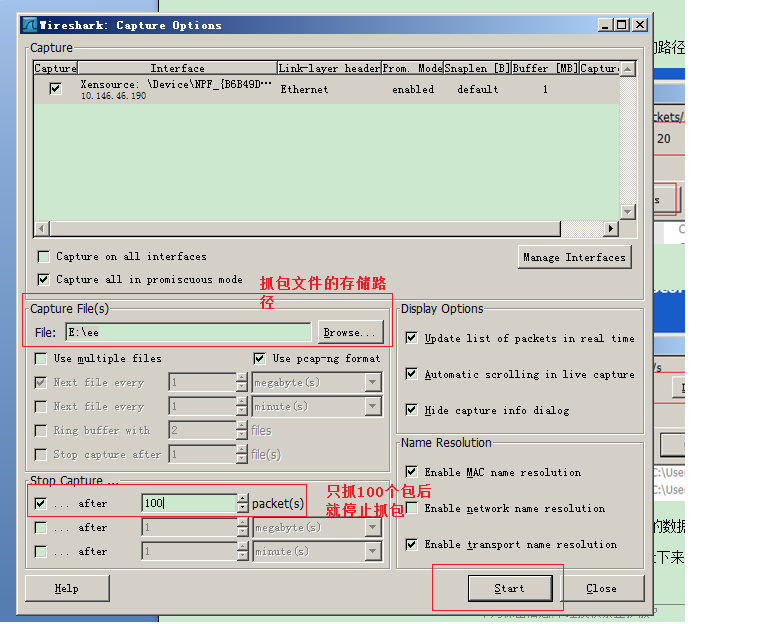 Wireshark: Capture Options
Capture
Capture Interface Link-layer header Prom. Mode Snaplen [B] Buffer [MB] Captur
Xensource: \Device\NPF_{B6B49D... Ethernet enabled default 1
10.146.46.190
Capture on all interfaces
Manage Interfaces
Capture all in promiscuous mode
抓包文件的存储路
径
Capture File(s)
File: E:\ee Browse...
Use multiple files Use pcap-ng format
Next file every 1 megabyte(s)
Next file every 1 minute(s)
Ring buffer with 2 files
Stop capture after 1 file(s)
Stop Capture ...
... after 100 packet(s)
... after 1 megabyte(s)
... after 1 minute(s)
只抓100个包后
就停止抓包
Display Options
Update list of packets in real time
Automatic scrolling in live capture
Hide capture info dialog
Name Resolution
Enable MAC name resolution
Enable network name resolution
Enable transport name resolution
Help Start Close
路径
ckets/
20
s
/s
C:\Use
C:\Use
的数据
下来